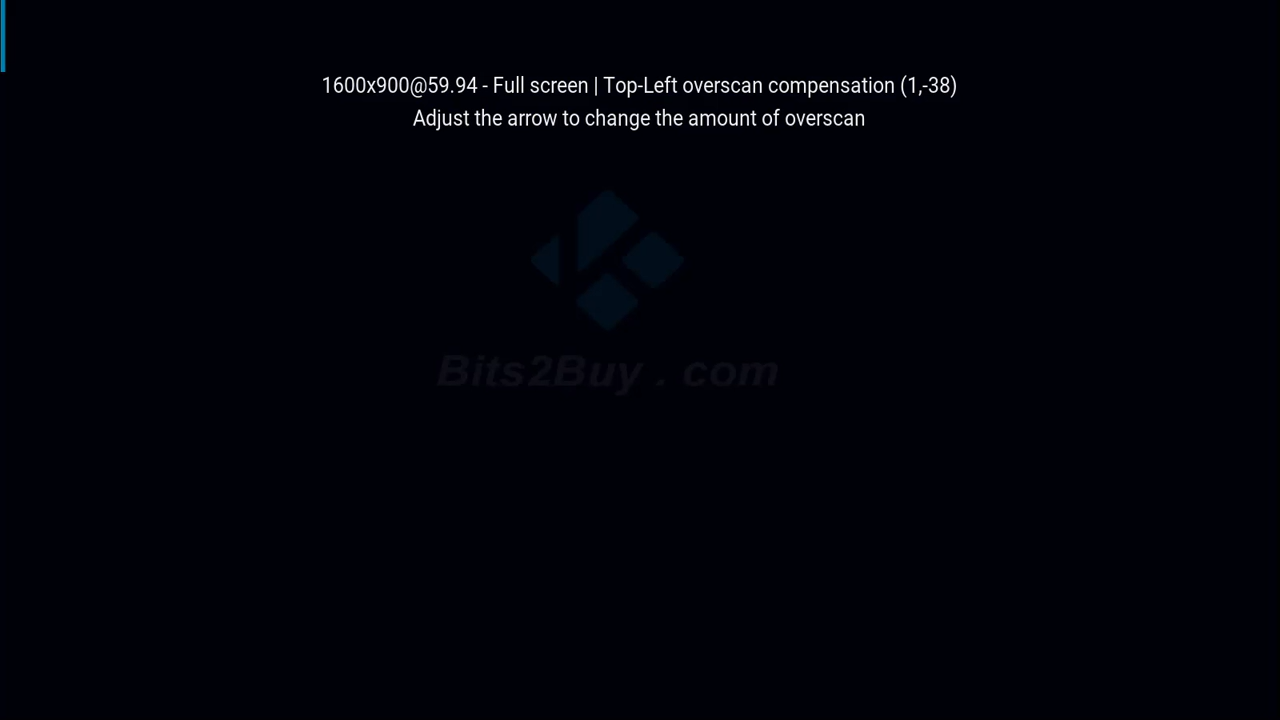 1600x900@59.94 - Full screen | Top-Left overscan compensation (1,-38)
Adjust the arrow to change the amount of overscan
Bits2Buy . com